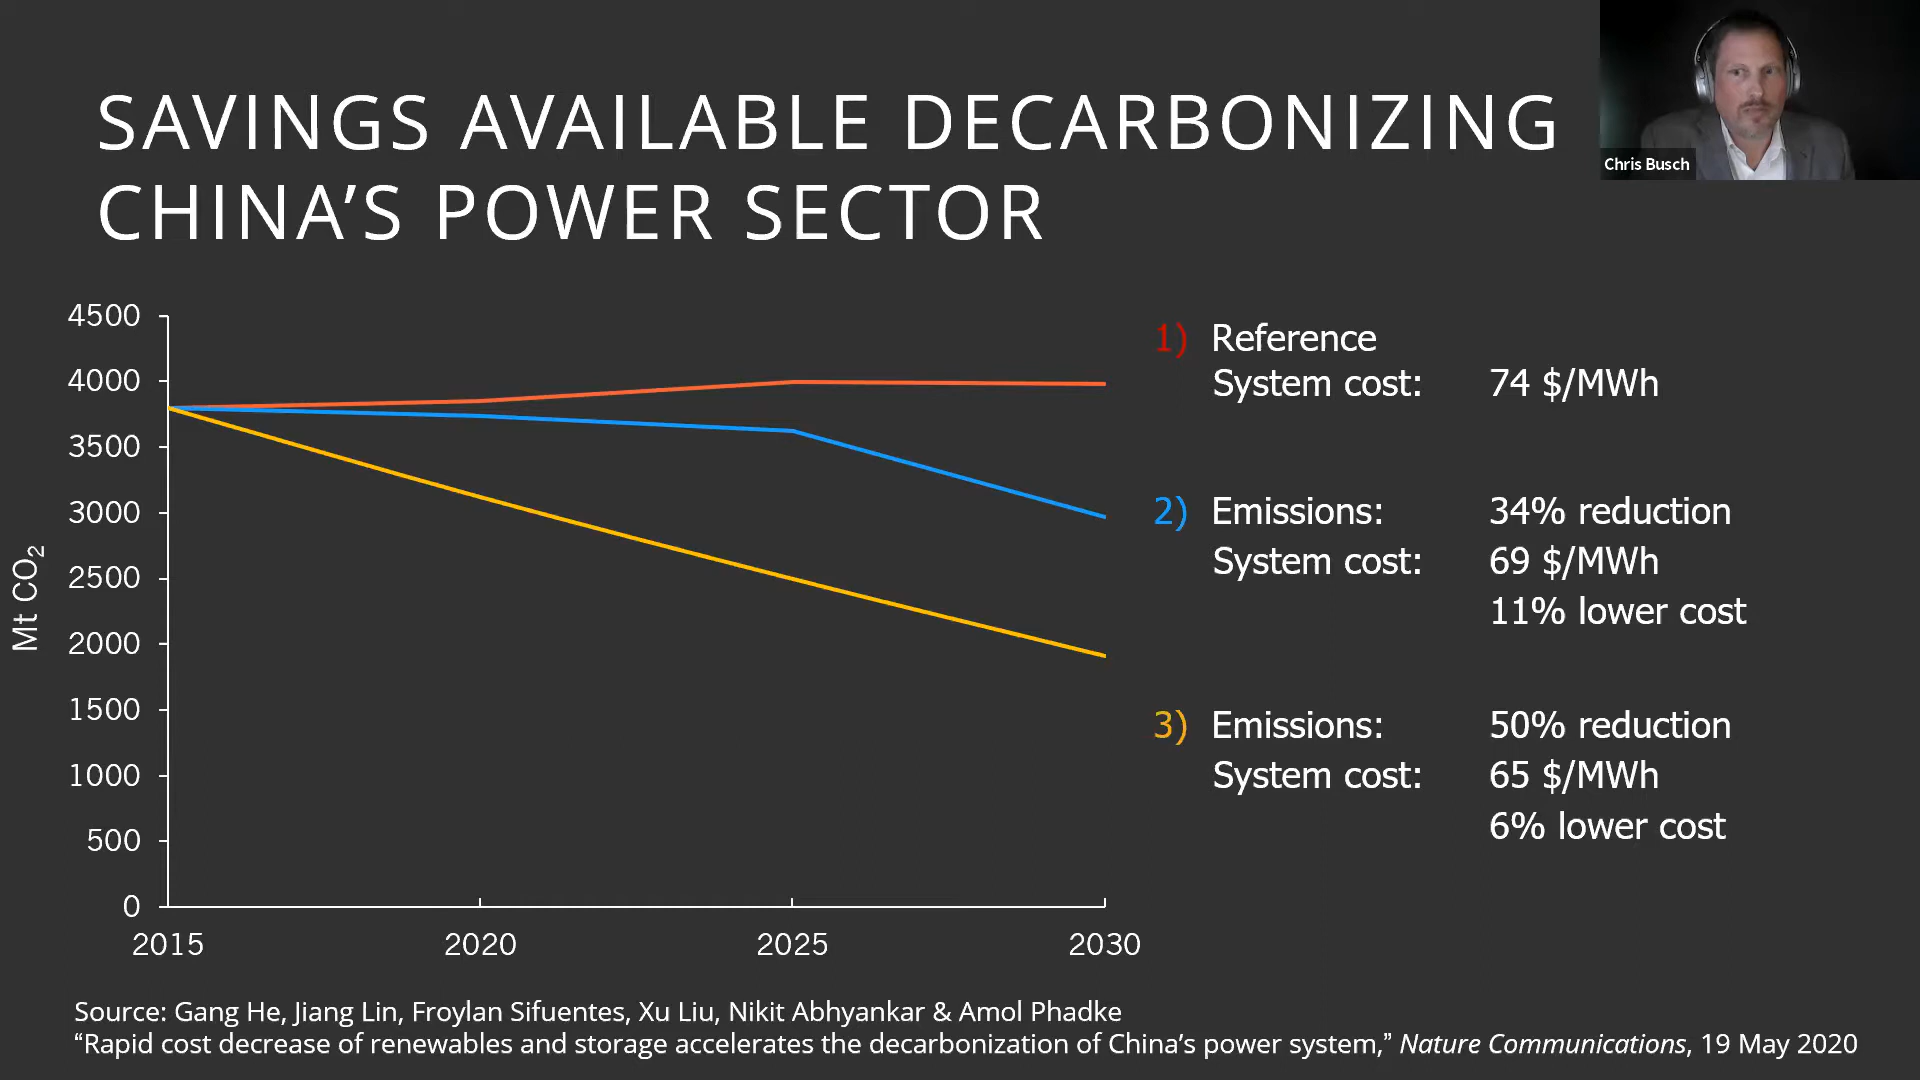 SAVINGS AVAILABLE DECARBONIZING
CHINA’S POWER SECTOR
Chris Busch
4500
4000
3500
3000
2500
2000
1500
1000
500
0
Mt CO₂
2015 2020 2025 2030
1) Reference
System cost: 74 $/MWh
2) Emissions: 34% reduction
System cost: 69 $/MWh
11% lower cost
3) Emissions: 50% reduction
System cost: 65 $/MWh
6% lower cost
Source: Gang He, Jiang Lin, Froylan Sifuentes, Xu Liu, Nikit Abhyankar & Amol Phadke
“Rapid cost decrease of renewables and storage accelerates the decarbonization of China’s power system,” Nature Communications, 19 May 2020